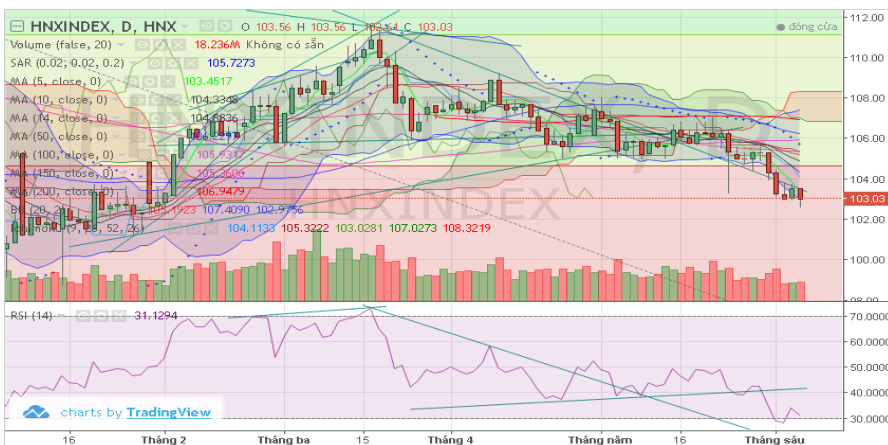 HNXINDEX, D, HNX O 103.56 H 103.56 L 102.64 C 103.03
Volume (false, 20) 18.236M Không có sẵn
SAR (0.02, 0.02, 0.2) 105.7273
MA (5, close, 0) 103.4517
MA (10, close, 0) 104.3348
MA (14, close, 0) 104.6836
MA (50, close, 0)
MA (100, close, 0)
MA (150, close, 0)
MA (200, close, 0) 106.9479
107.4090 102.9756
104.1133 105.3222 103.0281 107.0273 108.3219
đóng cửa
HNXINDEX
112.00
110.00
108.00
106.00
104.00
103.03
102.00
100.00
98.00
RSI (14) 31.1294
70.0000
60.0000
50.0000
40.0000
30.0000
charts by TradingView
16 Tháng 2 Tháng ba 15 Tháng 4 Tháng năm 16 Tháng sáu